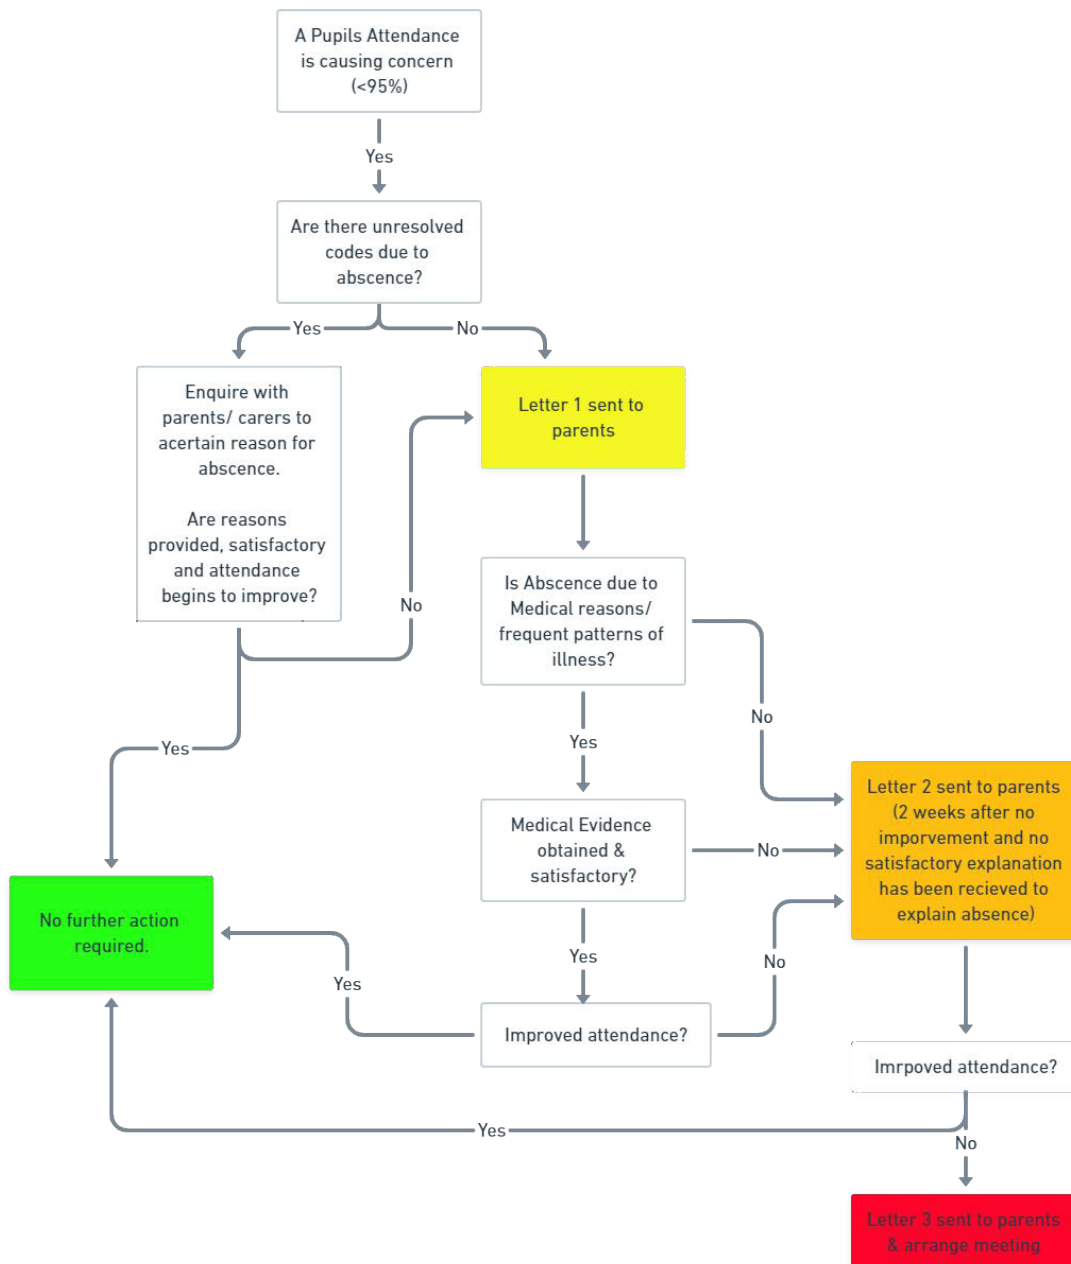 A Pupils Attendance
is causing concern
(<95%)
Yes
Are there unresolved
codes due to
abscence?
Yes
No
Enquire with
parents/ carers to
acertain reason for
abscence.
Are reasons
provided, satisfactory
and attendance
begins to improve?
Letter 1 sent to
parents
No
Is Abscence due to
Medical reasons/
frequent patterns of
illness?
No
Yes
Yes
Medical Evidence
obtained &
satisfactory?
No
Letter 2 sent to parents
(2 weeks after no
imporvement and no
satisfactory explanation
has been recieved to
explain absence)
No further action
required.
Yes
No
Yes
Improved attendance?
Imrpoved attendance?
Yes
No
Letter 3 sent to parents
& arrange meeting